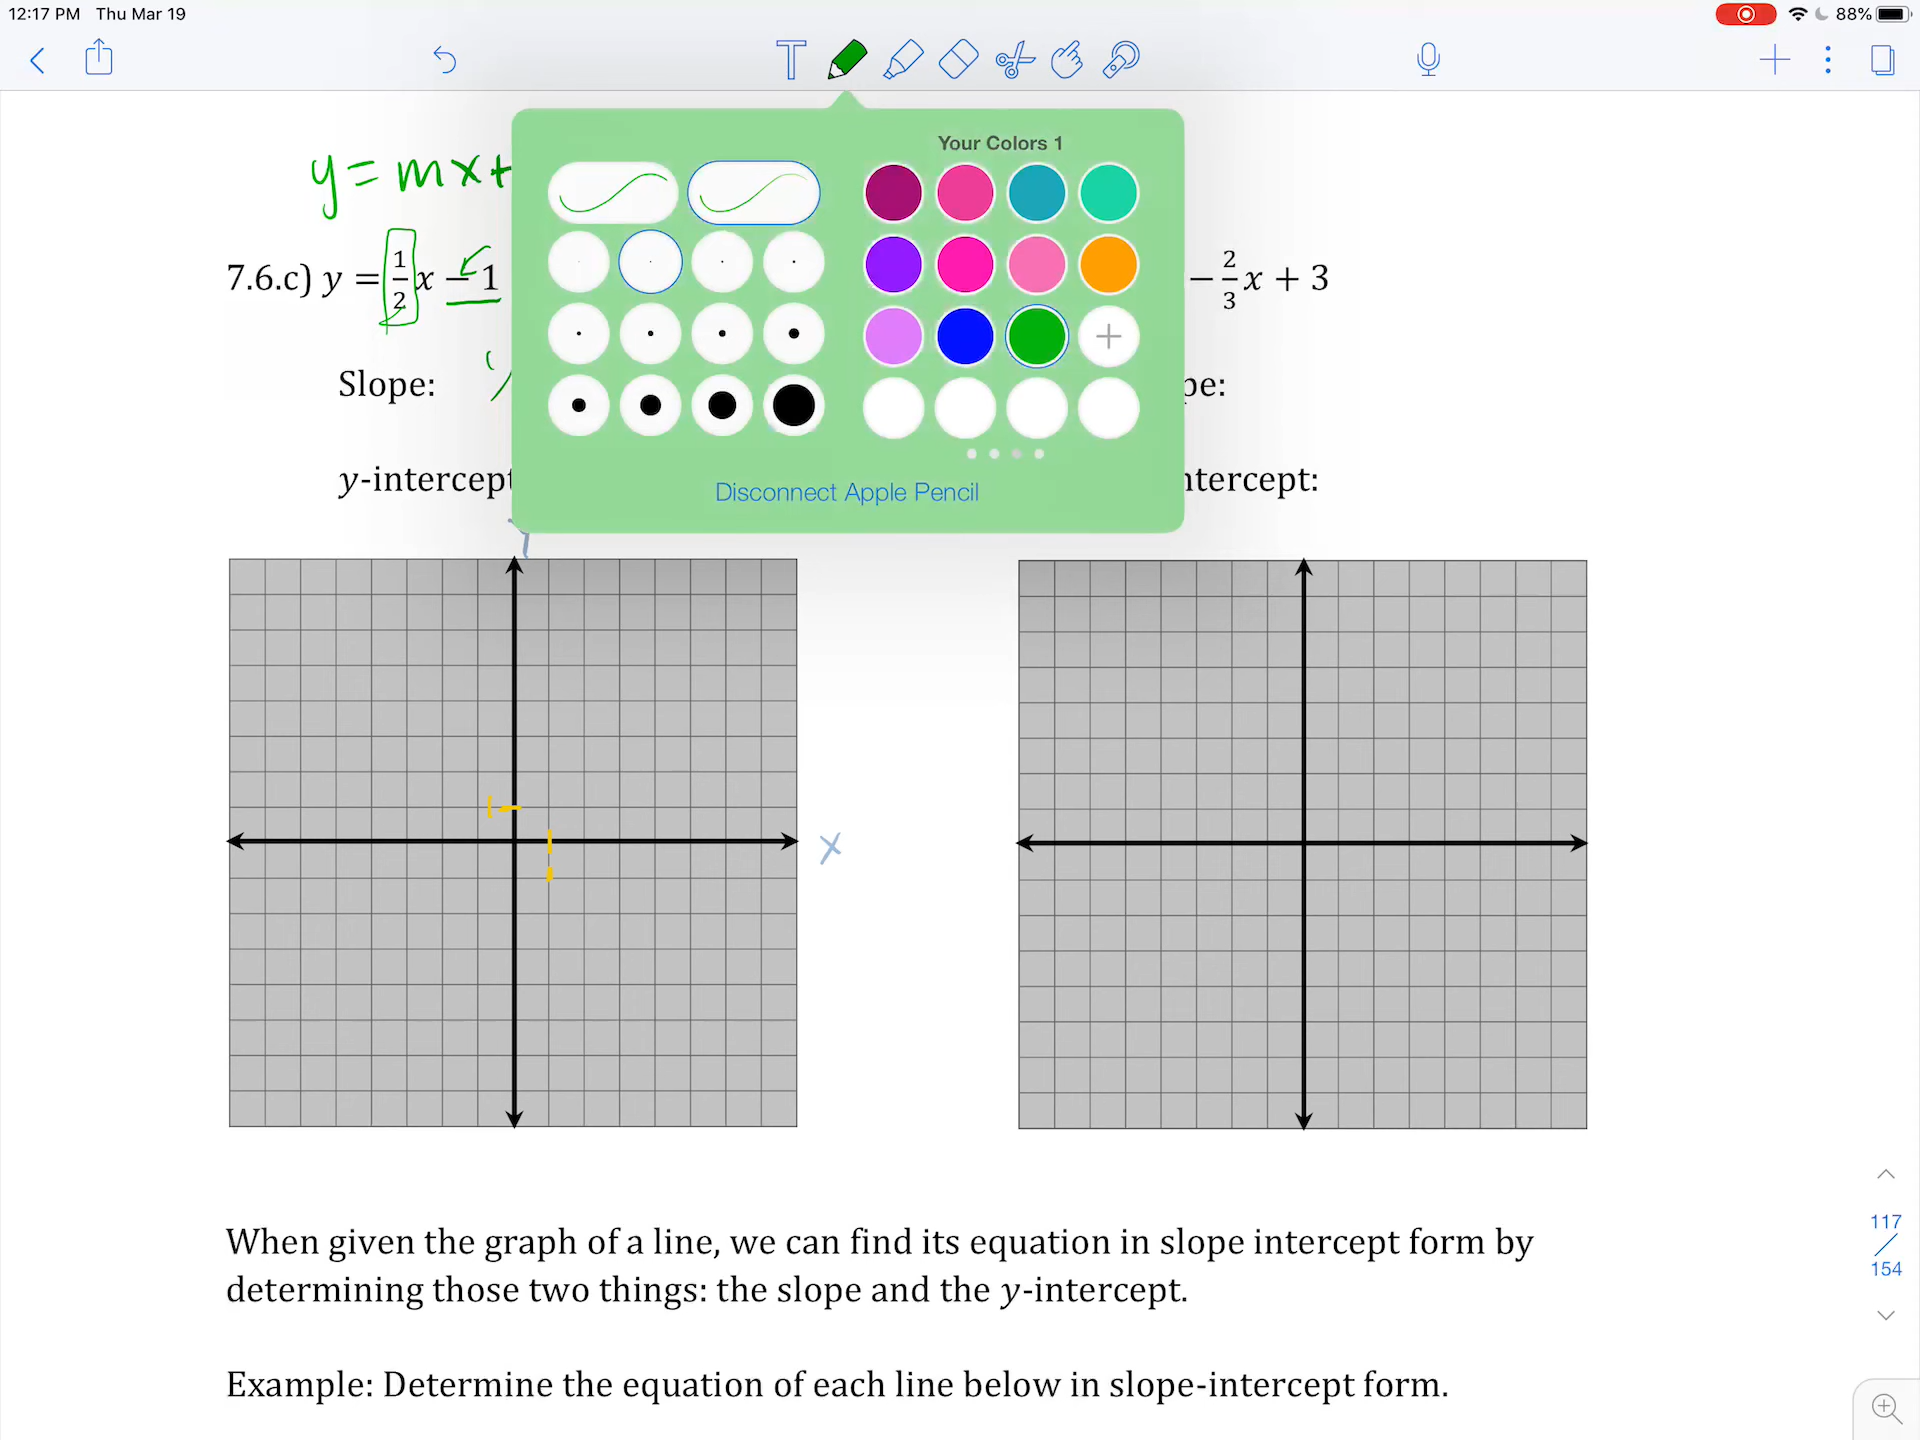 12:17 PM Thu Mar 19
88%
T
Your Colors 1
y = mx+
7.6.c) y = 1/2 x − 1
− 2/3 x + 3
Slope:
pe:
y-intercept
ntercept:
Disconnect Apple Pencil
y
1
x
1
117
154
When given the graph of a line, we can find its equation in slope intercept form by
determining those two things: the slope and the y-intercept.
Example: Determine the equation of each line below in slope-intercept form.